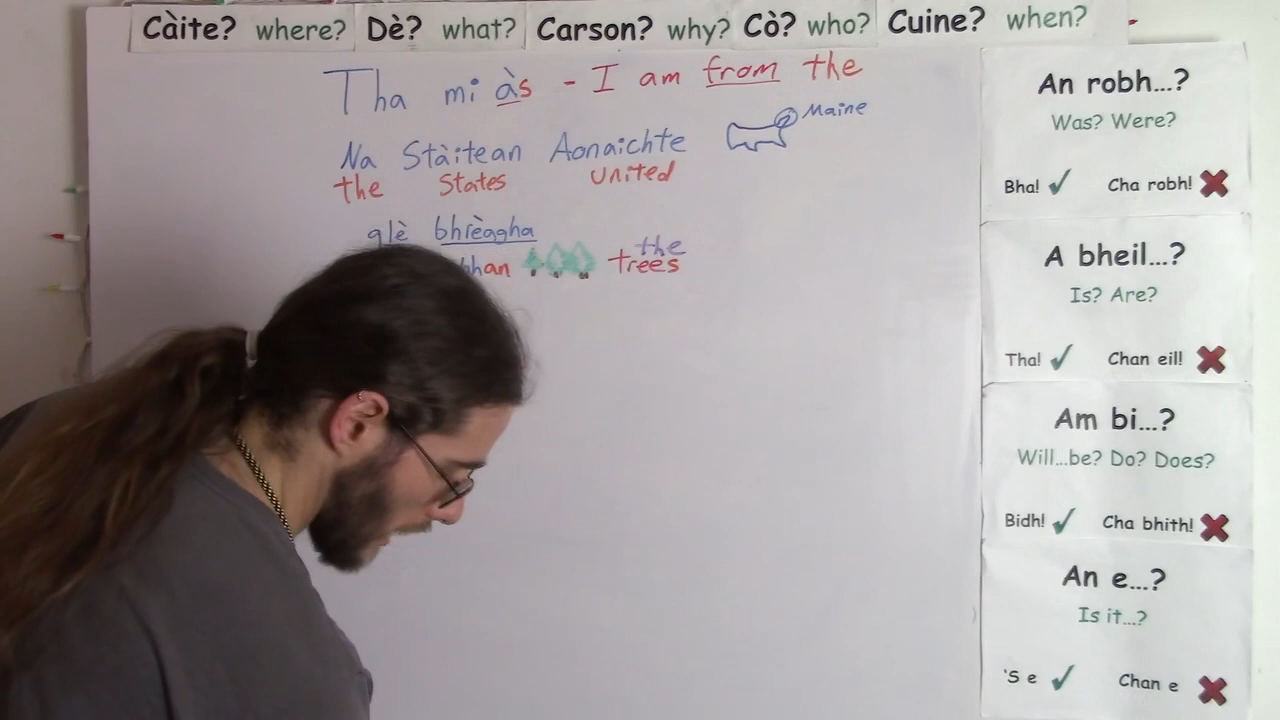 Càite? where? Dè? what? Carson? why? Cò? who? Cuine? when?
Tha mi às - I am from the
Maine
Na Stàitean Aonaichte
the States United
glè bhrèagha
the
trees
An robh...?
Was? Were?
Bha! Cha robh!
A bheil...?
Is? Are?
Tha! Chan eil!
Am bi...?
Will...be? Do? Does?
Bidh! Cha bhith!
An e...?
Is it...?
'S e Chan e